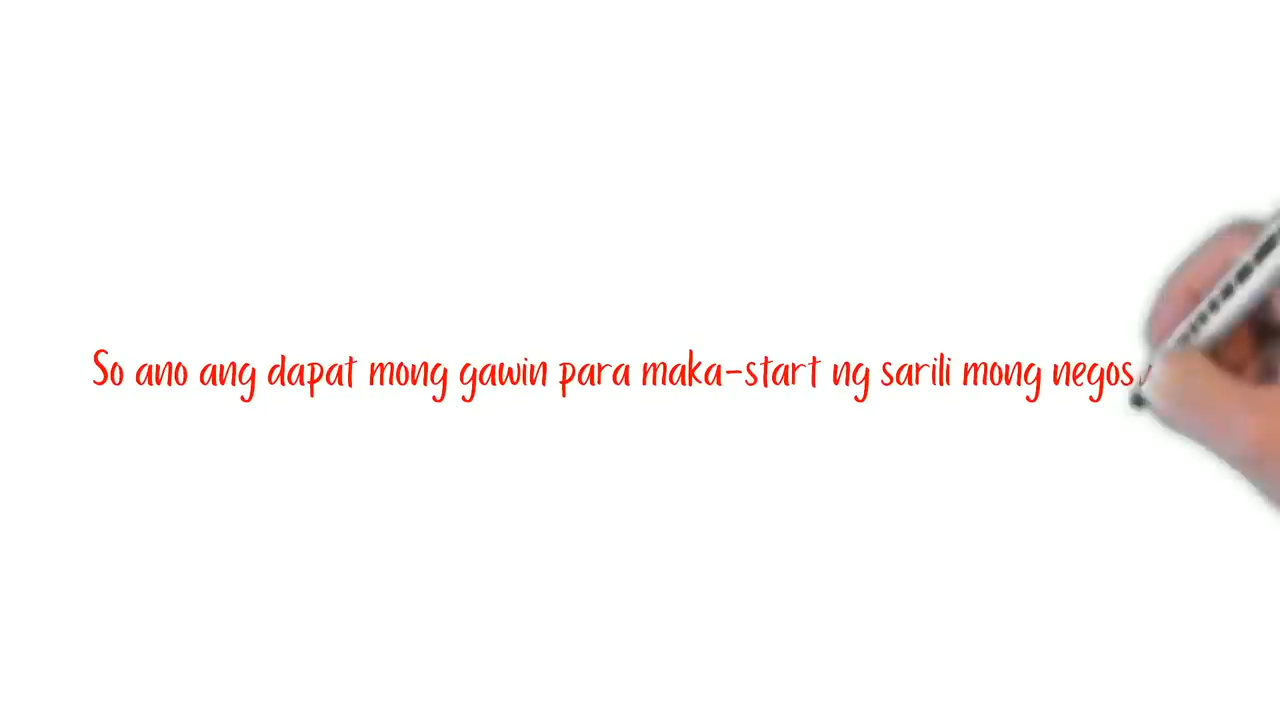 So ano ang dapat mong gawin para maka-start ng sarili mong negos